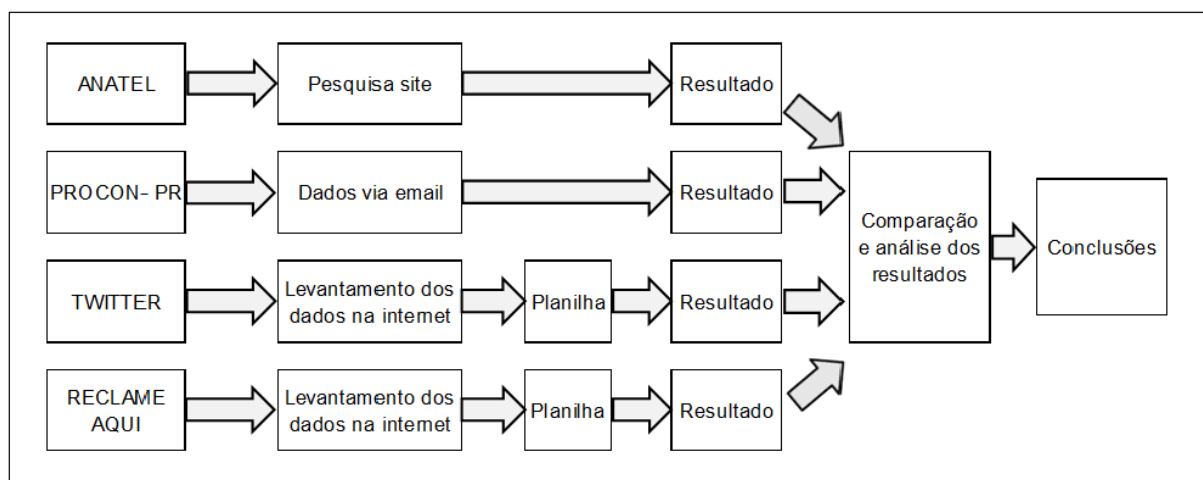 ANATEL
Pesquisa site
Resultado
PROCON- PR
Dados via email
Resultado
TWITTER
Levantamento dos
dados na internet
Planilha
Resultado
RECLAME
AQUI
Levantamento dos
dados na internet
Planilha
Resultado
Comparação
e análise dos
resultados
Conclusões